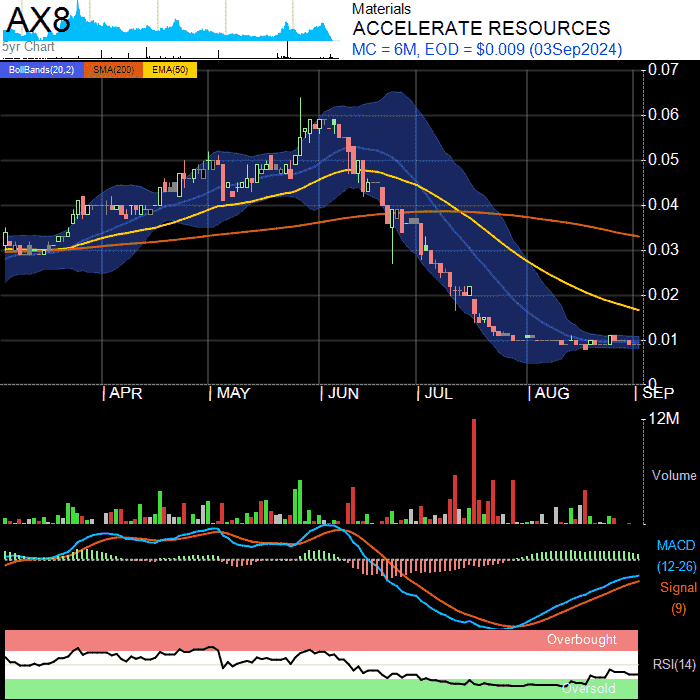 AX8
5yr Chart
Materials
ACCELERATE RESOURCES
MC = 6M, EOD = $0.009 (03Sep2024)
BollBands(20,2) SMA(200) EMA(50)
0.07
0.06
0.05
0.04
0.03
0.02
0.01
0
APR MAY JUN JUL AUG SEP
12M
Volume
MACD
(12-26)
Signal
(9)
Overbought
RSI(14)
Oversold